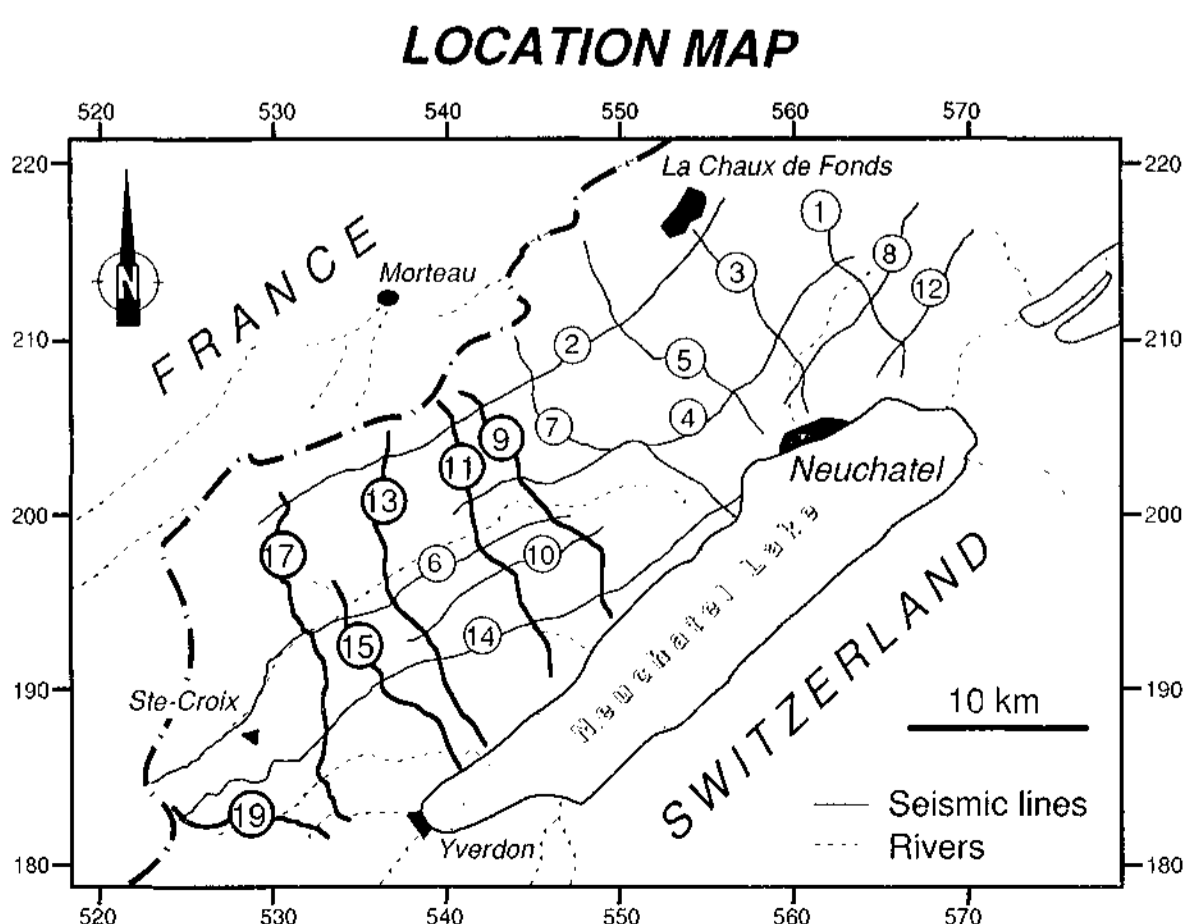 LOCATION MAP
520 530 540 550 560 570
220 220
La Chaux de Fonds
1
FRANCE
Morteau
3
8
12
N
210 210
2
5
7
4
9
11
Neuchatel
13
200 200
17
6
10
15
14
Neuchatel Lake
SWITZERLAND
190 190
Ste-Croix
10 km
19
Seismic lines
Rivers
Yverdon
180 180
520 530 540 550 560 570